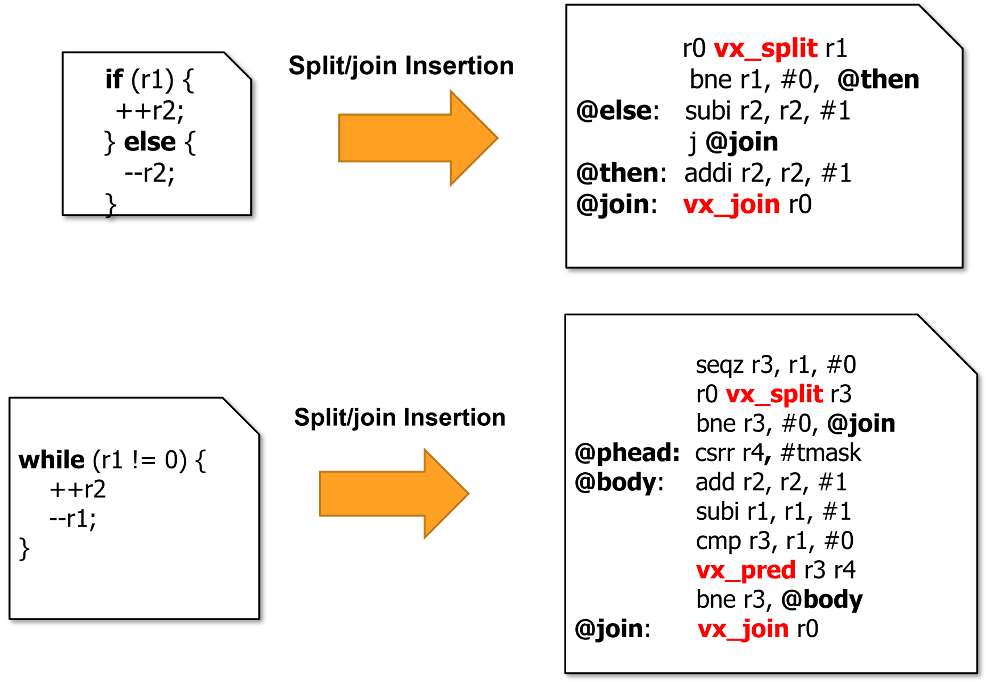 if (r1) {
++r2;
} else {
--r2;
}
Split/join Insertion
r0 vx_split r1
bne r1, #0, @then
@else: subi r2, r2, #1
j @join
@then: addi r2, r2, #1
@join: vx_join r0
while (r1 != 0) {
++r2
--r1;
}
Split/join Insertion
seqz r3, r1, #0
r0 vx_split r3
bne r3, #0, @join
@phead: csrr r4, #tmask
@body: add r2, r2, #1
subi r1, r1, #1
cmp r3, r1, #0
vx_pred r3 r4
bne r3, @body
@join: vx_join r0